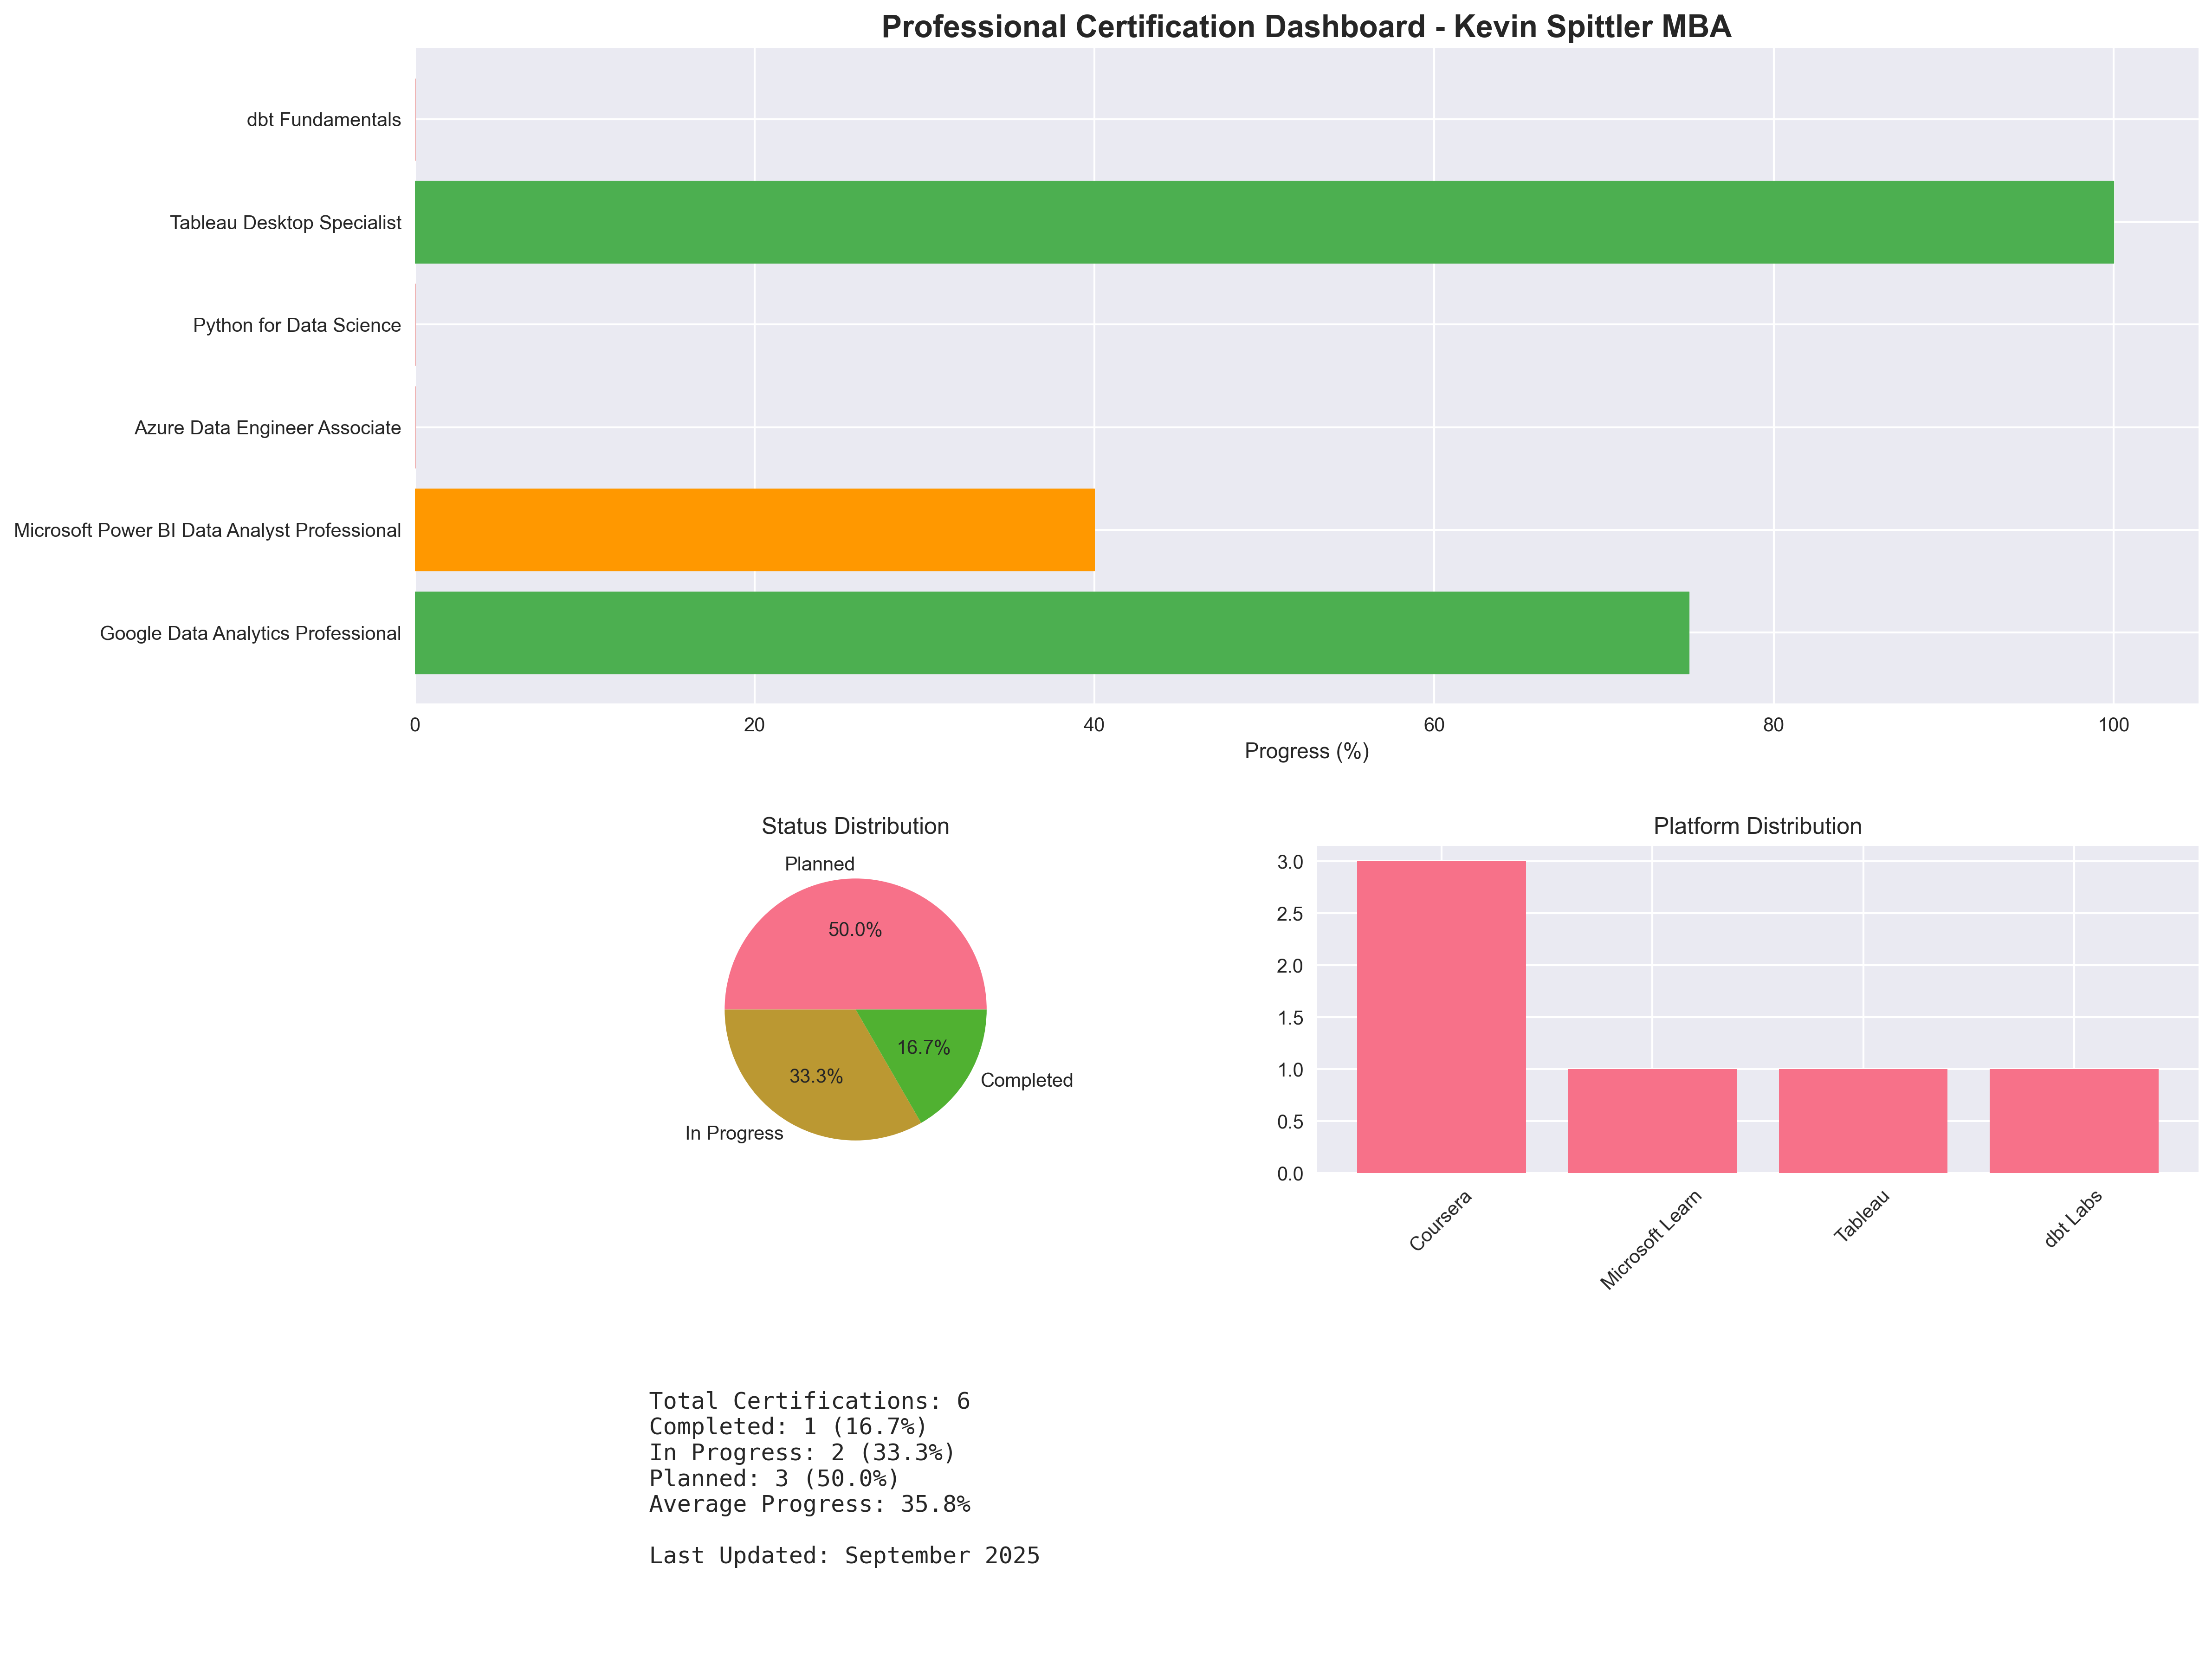 Professional Certification Dashboard - Kevin Spittler MBA
dbt Fundamentals
Tableau Desktop Specialist
Python for Data Science
Azure Data Engineer Associate
Microsoft Power BI Data Analyst Professional
Google Data Analytics Professional
0 20 40 60 80 100
Progress (%)
Status Distribution
Planned
50.0%
16.7%
33.3%
Completed
In Progress
Platform Distribution
3.0
2.5
2.0
1.5
1.0
0.5
0.0
Coursera
Microsoft Learn
Tableau
dbt Labs
Total Certifications: 6
Completed: 1 (16.7%)
In Progress: 2 (33.3%)
Planned: 3 (50.0%)
Average Progress: 35.8%
Last Updated: September 2025